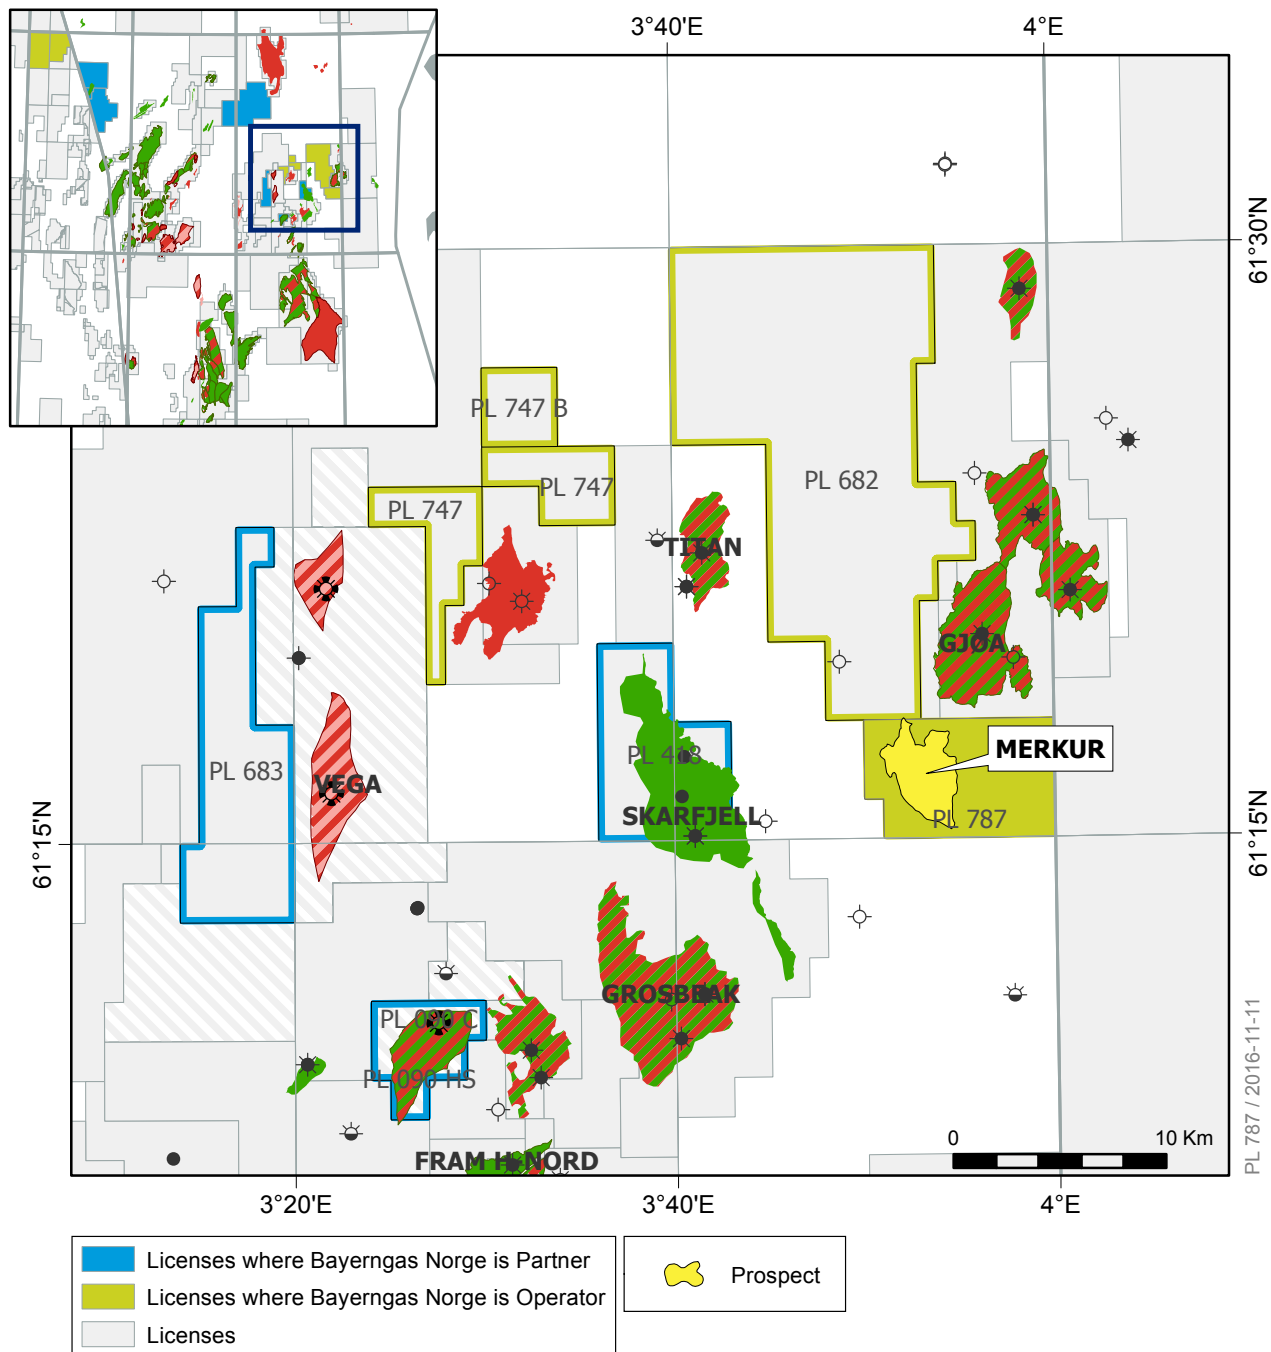 3°40'E
4°E
61°30'N
PL 747 B
PL 682
PL 747
PL 747
TITAN
GJØA
MERKUR
PL 683
VEGA
PL 418
SKARFJELL
PL 787
61°15'N
61°15'N
GROSBEAK
PL 090 C
PL 090 HS
FRAM H-NORD
0
10 Km
PL 787 / 2016-11-11
3°20'E
3°40'E
4°E
Licenses where Bayerngas Norge is Partner
Licenses where Bayerngas Norge is Operator
Licenses
Prospect